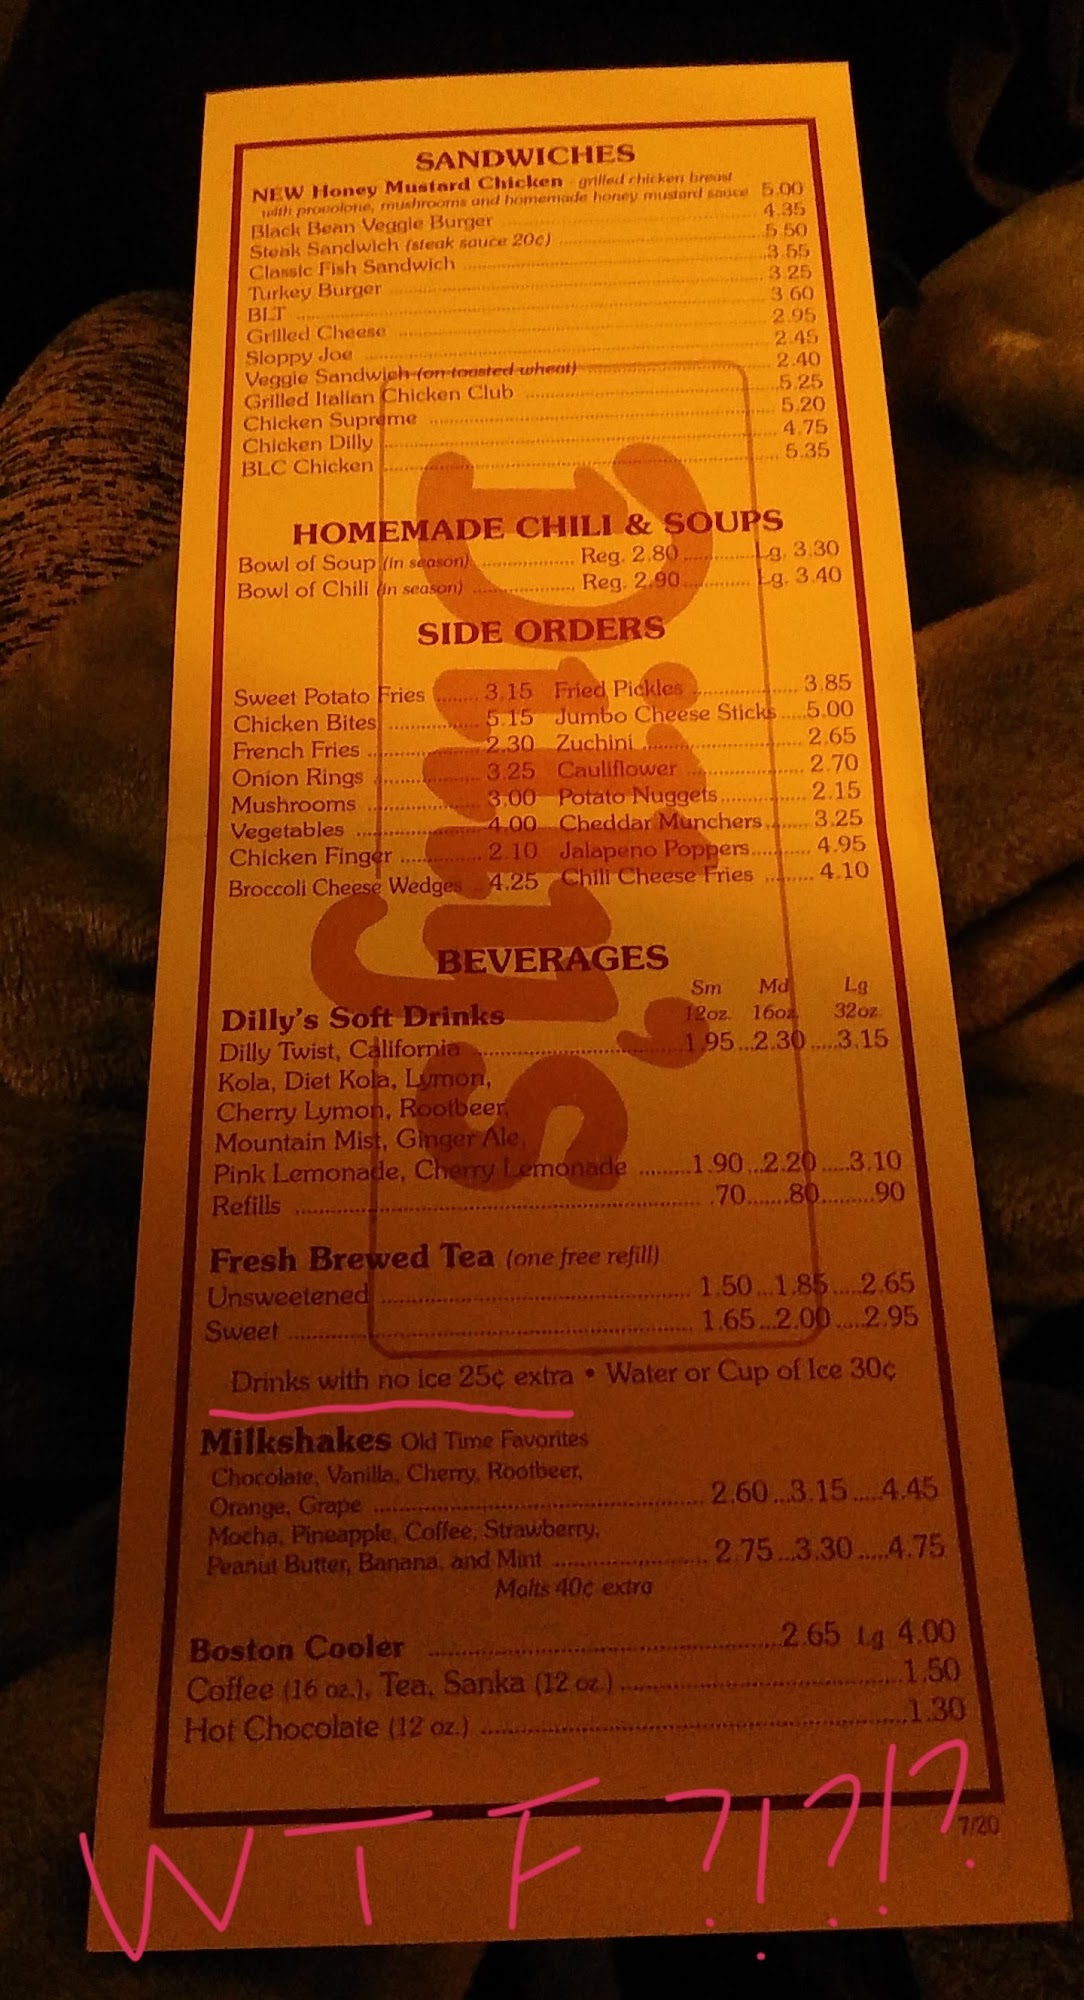 SANDWICHES
NEW Honey Mustard Chicken - grilled chicken breast
with provolone, mushrooms and homemade honey mustard sauce 5.00
Black Bean Veggie Burger 4.35
Steak Sandwich (steak sauce 20¢) 5.50
Classic Fish Sandwich 3.55
Turkey Burger 3.25
BLT 3.60
Grilled Cheese 2.95
Sloppy Joe 2.45
Veggie Sandwich (on toasted wheat) 2.40
Grilled Italian Chicken Club 5.25
Chicken Supreme 5.20
Chicken Dilly 4.75
BLC Chicken 5.35
HOMEMADE CHILI & SOUPS
Bowl of Soup (in season) Reg. 2.80 Lg. 3.30
Bowl of Chili (in season) Reg. 2.90 Lg. 3.40
SIDE ORDERS
Sweet Potato Fries 3.15 Fried Pickles 3.85
Chicken Bites 5.15 Jumbo Cheese Sticks 5.00
French Fries 2.30 Zuchini 2.65
Onion Rings 3.25 Cauliflower 2.70
Mushrooms 3.00 Potato Nuggets 2.15
Vegetables 4.00 Cheddar Munchers 3.25
Chicken Finger 2.10 Jalapeno Poppers 4.95
Broccoli Cheese Wedges 4.25 Chili Cheese Fries 4.10
Dilly's
BEVERAGES
Sm Md Lg
Dilly's Soft Drinks 12oz. 16oz. 32oz.
Dilly Twist, California 1.95 2.30 3.15
Kola, Diet Kola, Lymon,
Cherry Lymon, Rootbeer,
Mountain Mist, Ginger Ale,
Pink Lemonade, Cherry Lemonade 1.90 2.20 3.10
Refills .70 .80 .90
Fresh Brewed Tea (one free refill)
Unsweetened 1.50 1.85 2.65
Sweet 1.65 2.00 2.95
Drinks with no ice 25¢ extra • Water or Cup of Ice 30¢
Milkshakes Old Time Favorites
Chocolate, Vanilla, Cherry, Rootbeer,
Orange, Grape 2.60 3.15 4.45
Mocha, Pineapple, Coffee, Strawberry,
Peanut Butter, Banana, and Mint 2.75 3.30 4.75
Malts 40¢ extra
Boston Cooler 2.65 Lg 4.00
Coffee (16 oz.), Tea, Sanka (12 oz.) 1.50
Hot Chocolate (12 oz.) 1.30
7/20
WTF?!?!?